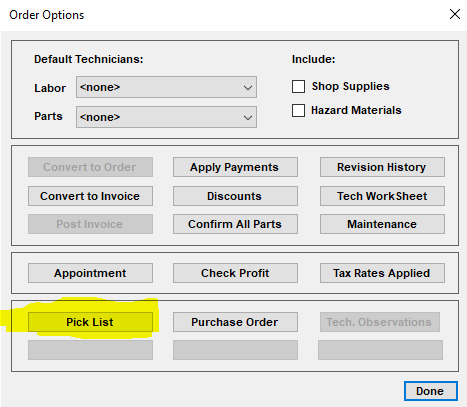 Order Options
Default Technicians: Include:
Labor <none> Shop Supplies
Parts <none> Hazard Materials
Convert to Order Apply Payments Revision History
Convert to Invoice Discounts Tech WorkSheet
Post Invoice Confirm All Parts Maintenance
Appointment Check Profit Tax Rates Applied
Pick List Purchase Order Tech. Observations
Done